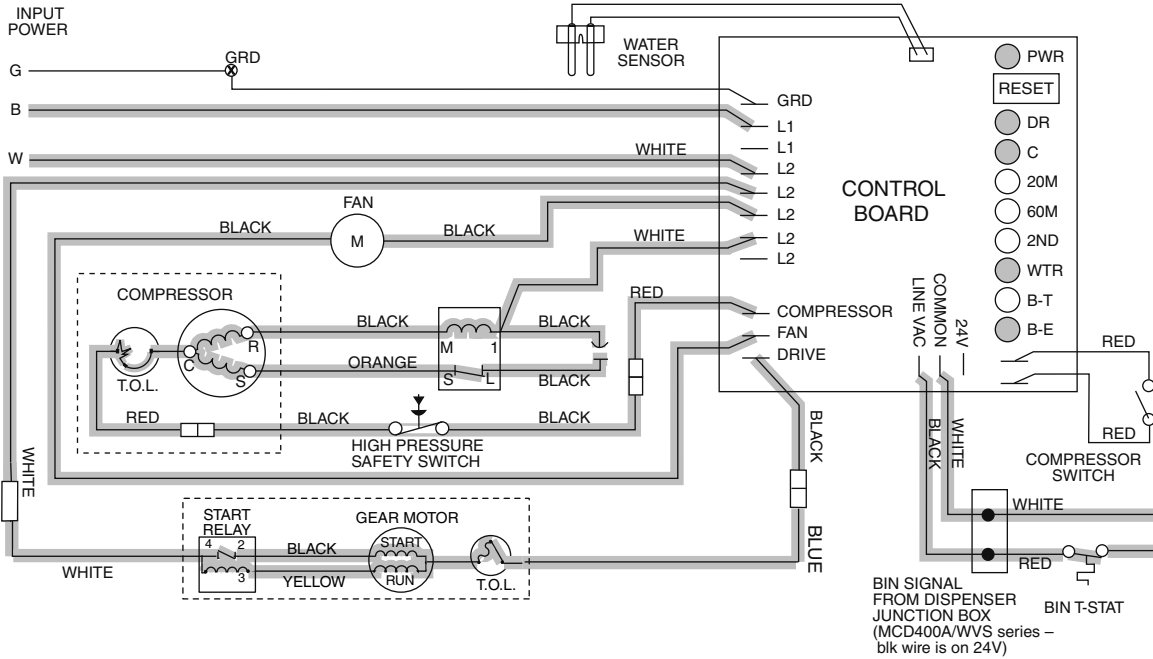 INPUT
POWER
G
GRD
B
W
WATER
SENSOR
GRD
L1
L1
L2
L2
L2
L2
L2
WHITE
WHITE
CONTROL
BOARD
PWR
RESET
DR
C
20M
60M
2ND
WTR
B-T
B-E
FAN
M
BLACK
BLACK
COMPRESSOR
T.O.L.
C
R
S
BLACK
ORANGE
M
1
S
L
BLACK
BLACK
RED
COMPRESSOR
FAN
DRIVE
LINE VAC
COMMON
24V
RED
RED
COMPRESSOR
SWITCH
RED
BLACK
BLACK
HIGH PRESSURE
SAFETY SWITCH
WHITE
WHITE
START
RELAY
4
2
3
BLACK
YELLOW
GEAR MOTOR
START
RUN
T.O.L.
BLACK
BLUE
BLACK
WHITE
WHITE
RED
BIN T-STAT
BIN SIGNAL
FROM DISPENSER
JUNCTION BOX
(MCD400A/WVS series –
blk wire is on 24V)